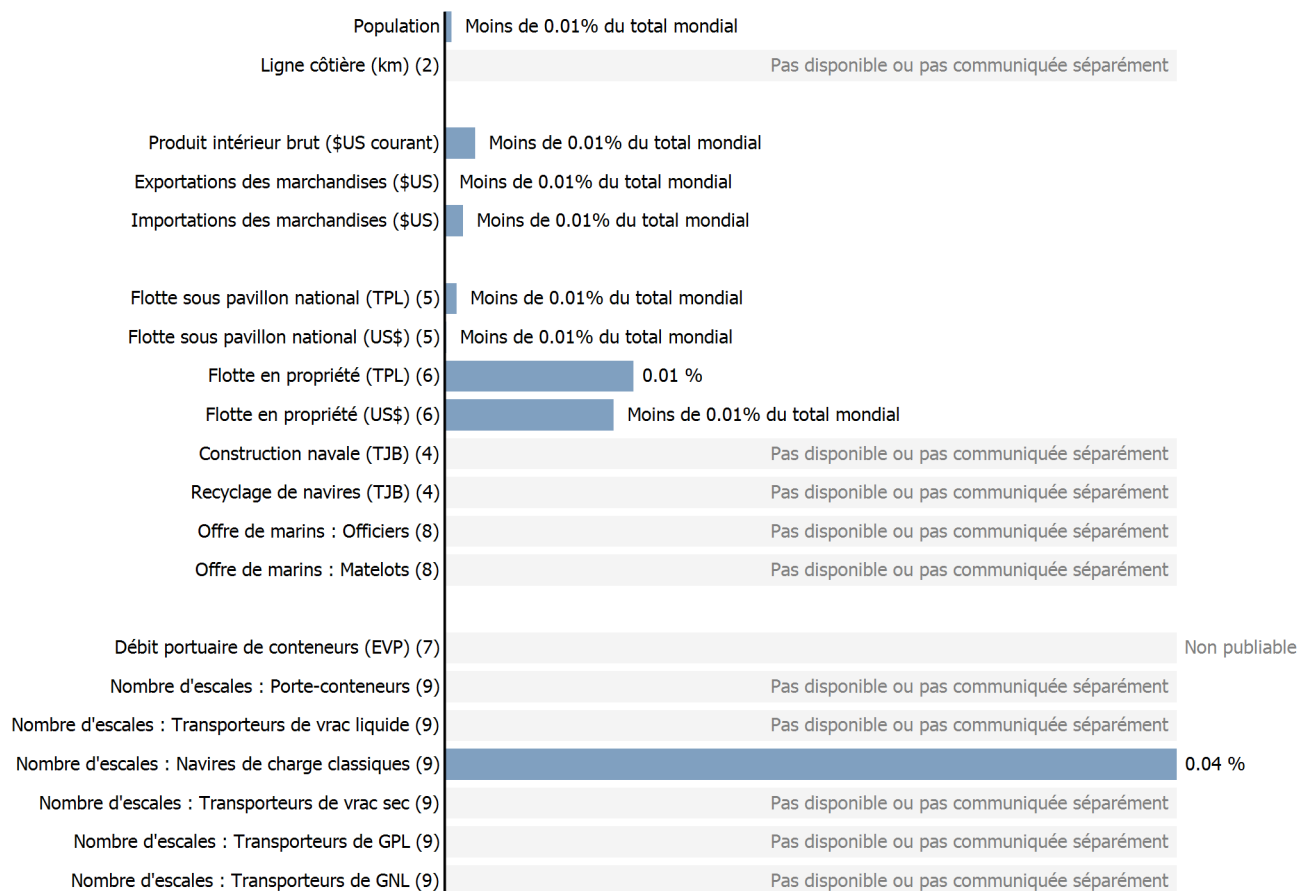 Population Moins de 0.01% du total mondial
Ligne côtière (km) (2) Pas disponible ou pas communiquée séparément
Produit intérieur brut ($US courant) Moins de 0.01% du total mondial
Exportations des marchandises ($US) Moins de 0.01% du total mondial
Importations des marchandises ($US) Moins de 0.01% du total mondial
Flotte sous pavillon national (TPL) (5) Moins de 0.01% du total mondial
Flotte sous pavillon national (US$) (5) Moins de 0.01% du total mondial
Flotte en propriété (TPL) (6) 0.01 %
Flotte en propriété (US$) (6) Moins de 0.01% du total mondial
Construction navale (TJB) (4) Pas disponible ou pas communiquée séparément
Recyclage de navires (TJB) (4) Pas disponible ou pas communiquée séparément
Offre de marins : Officiers (8) Pas disponible ou pas communiquée séparément
Offre de marins : Matelots (8) Pas disponible ou pas communiquée séparément
Débit portuaire de conteneurs (EVP) (7) Non publiable
Nombre d'escales : Porte-conteneurs (9) Pas disponible ou pas communiquée séparément
Nombre d'escales : Transporteurs de vrac liquide (9) Pas disponible ou pas communiquée séparément
Nombre d'escales : Navires de charge classiques (9) 0.04 %
Nombre d'escales : Transporteurs de vrac sec (9) Pas disponible ou pas communiquée séparément
Nombre d'escales : Transporteurs de GPL (9) Pas disponible ou pas communiquée séparément
Nombre d'escales : Transporteurs de GNL (9) Pas disponible ou pas communiquée séparément